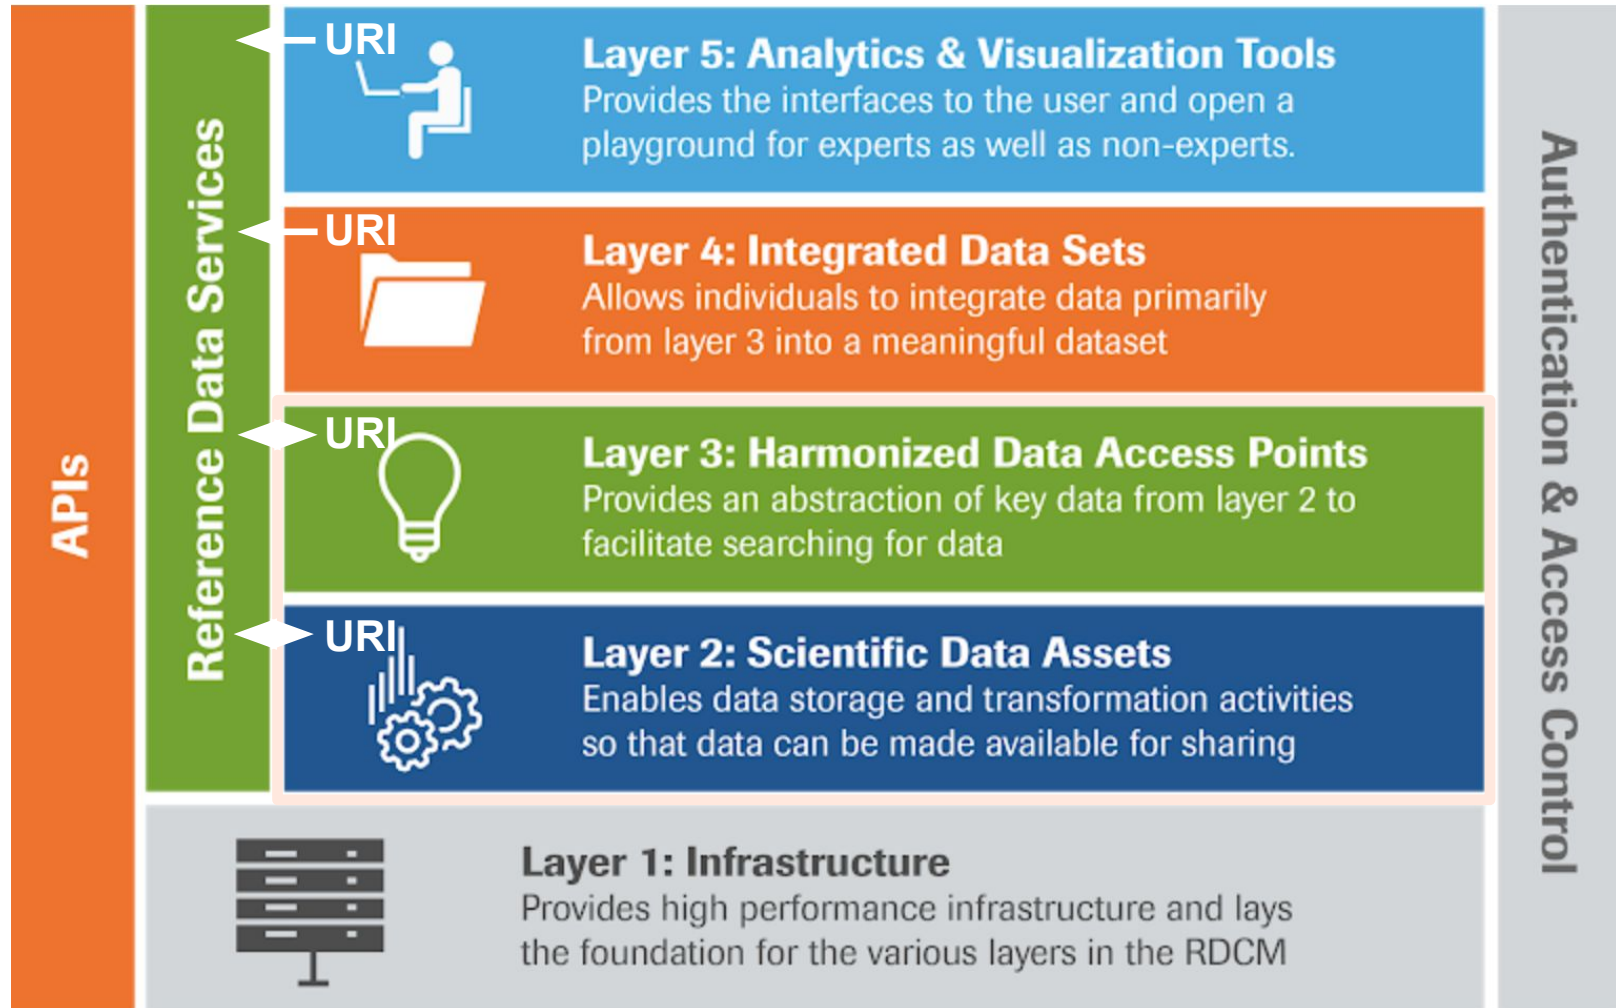 APIs
Reference Data Services
URI
Layer 5: Analytics & Visualization Tools
Provides the interfaces to the user and open a
playground for experts as well as non-experts.
URI
Layer 4: Integrated Data Sets
Allows individuals to integrate data primarily
from layer 3 into a meaningful dataset
URI
Layer 3: Harmonized Data Access Points
Provides an abstraction of key data from layer 2 to
facilitate searching for data
URI
Layer 2: Scientific Data Assets
Enables data storage and transformation activities
so that data can be made available for sharing
Layer 1: Infrastructure
Provides high performance infrastructure and lays
the foundation for the various layers in the RDCM
Authentication & Access Control